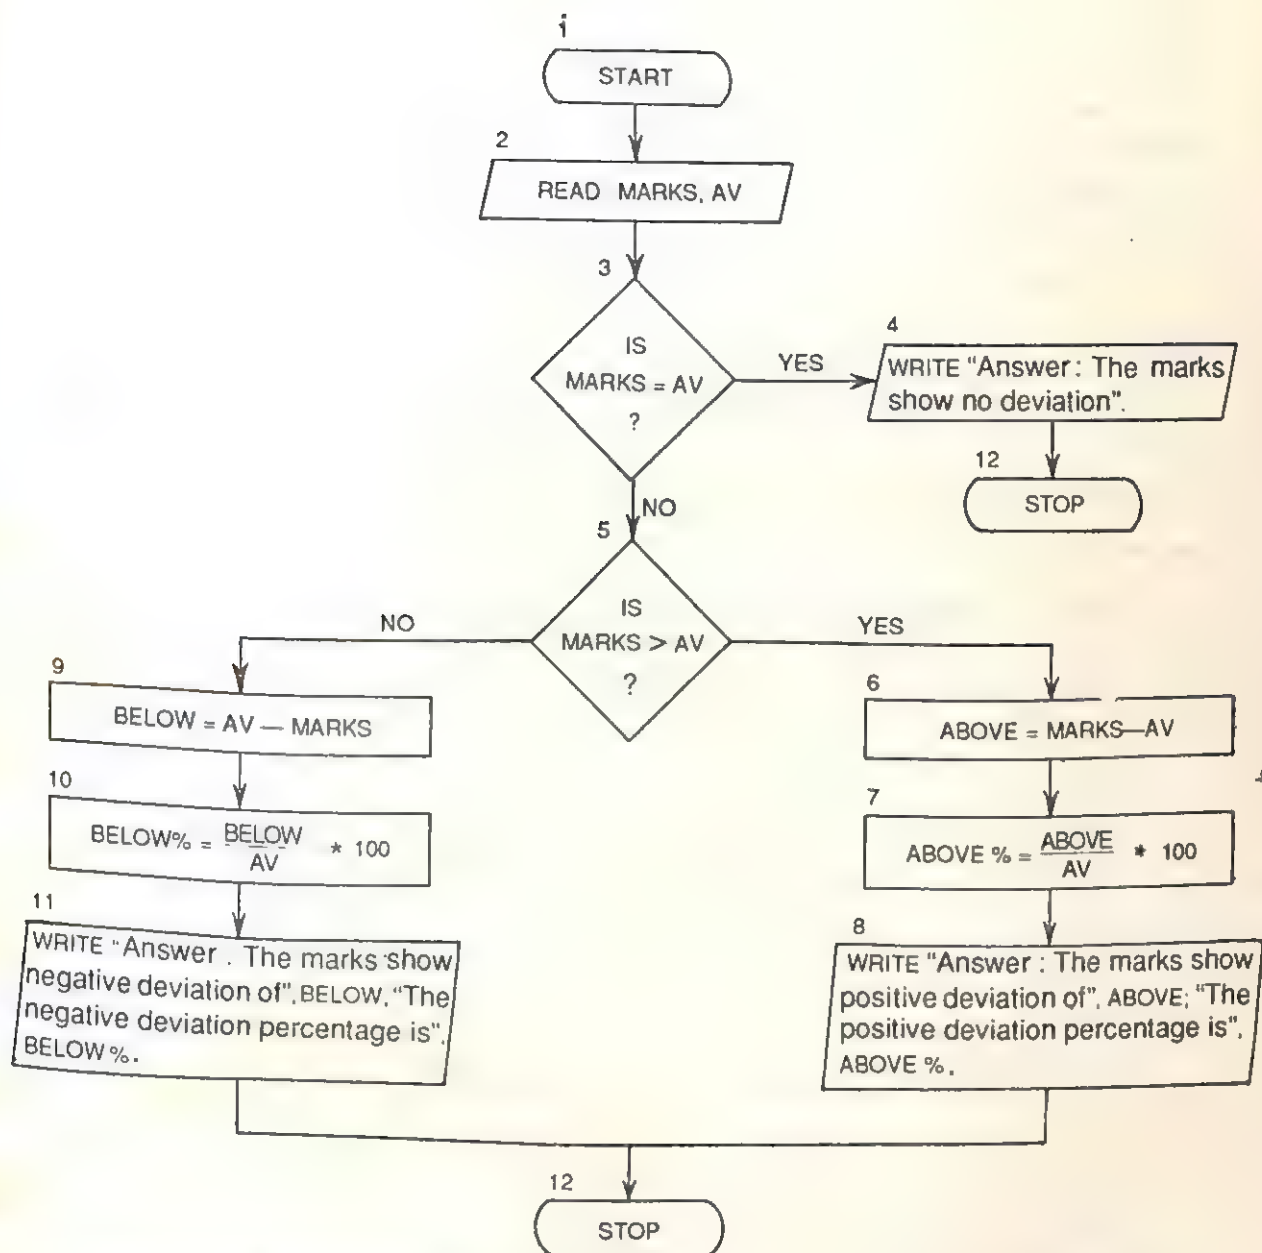 1
START
2
READ MARKS, AV
3
IS
MARKS = AV
?
YES
4
WRITE "Answer : The marks
show no deviation".
12
STOP
NO
5
IS
MARKS > AV
?
NO
YES
9
BELOW = AV — MARKS
10
BELOW% = BELOW
AV
* 100
11
WRITE "Answer . The marks show
negative deviation of", BELOW, "The
negative deviation percentage is",
BELOW %.
6
ABOVE = MARKS—AV
7
ABOVE % = ABOVE
AV
* 100
8
WRITE "Answer : The marks show
positive deviation of", ABOVE; "The
positive deviation percentage is",
ABOVE %.
12
STOP